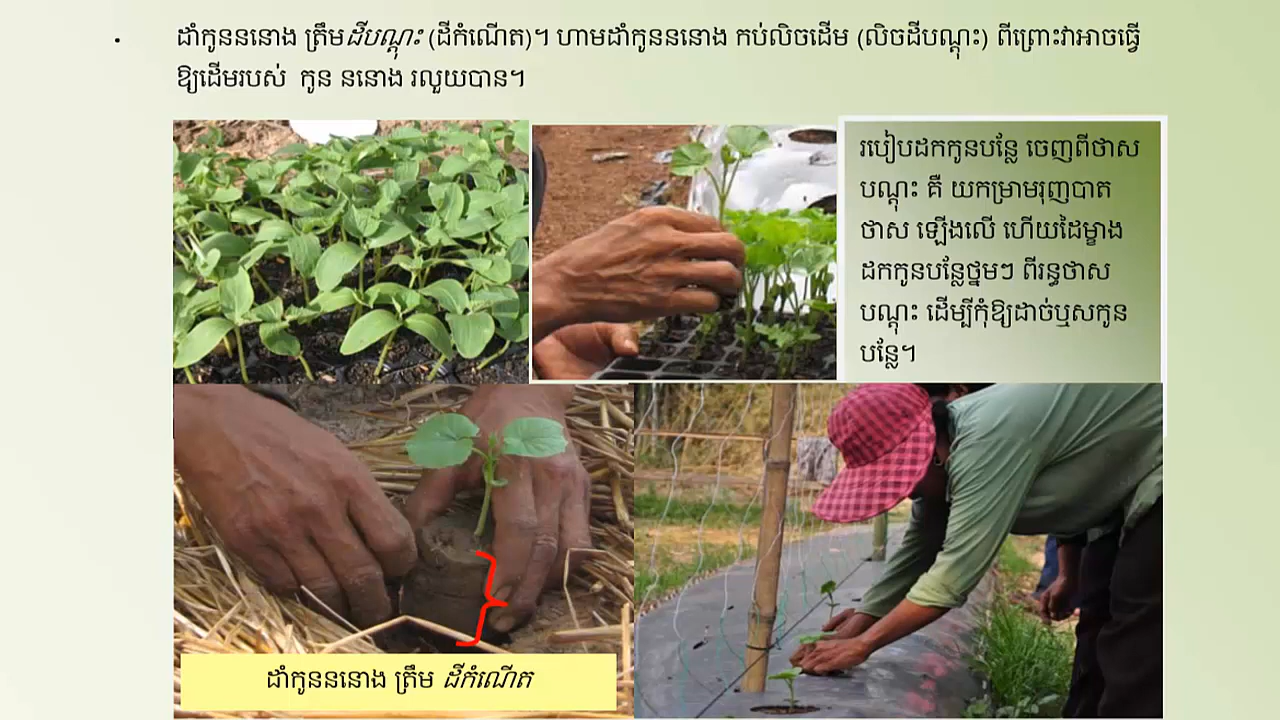 • ដាំកូនននោង ត្រឹមដីបណ្តុះ (ដីកំណើត)។ ហាមដាំកូនននោង កប់លិចដើម (លិចដីបណ្តុះ) ពីព្រោះវាអាចធ្វើ
ឱ្យដើមរបស់ កូន ននោង រលួយបាន។
របៀបដកកូនបន្លែ ចេញពីថាស
បណ្តុះ គឺ យកម្រាមរុញបាត
ថាស ឡើងលើ ហើយដៃម្ខាង
ដកកូនបន្លែថ្នមៗ ពីរន្ធថាស
បណ្តុះ ដើម្បីកុំឱ្យដាច់ឬសកូន
បន្លែ។
ដាំកូនននោង ត្រឹម ដីកំណើត